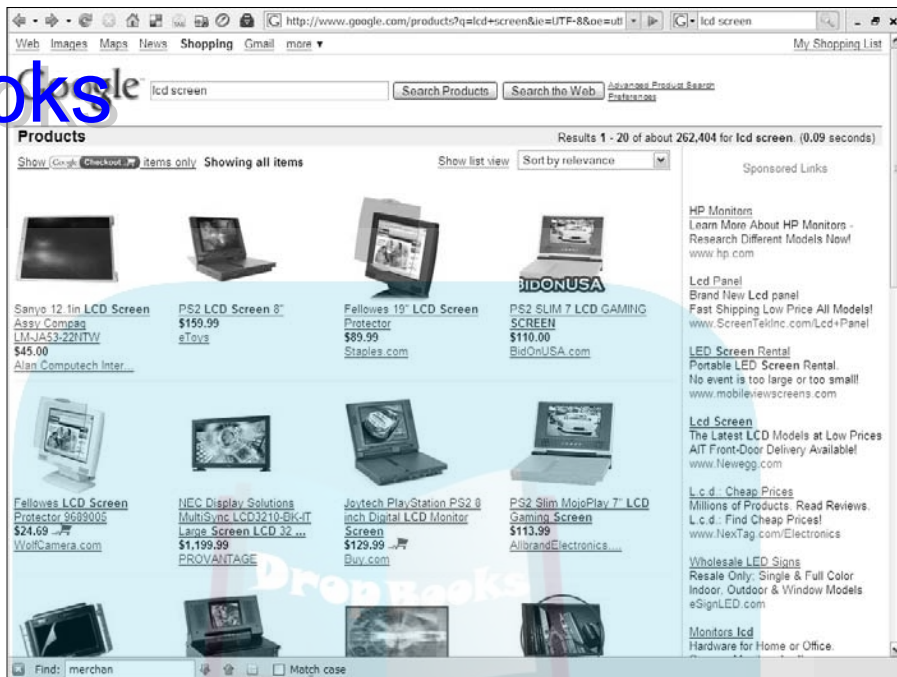 http://www.google.com/products?q=lcd+screen&ie=UTF-8&oe=utf
lcd screen
Web Images Maps News Shopping Gmail more ▼
My Shopping List
ooks
Google
lcd screen
Search Products
Search the Web
Advanced Product Search
Preferences
Products
Results 1 - 20 of about 262,404 for lcd screen. (0.09 seconds)
Show Google Checkout items only Showing all items
Show list view
Sort by relevance
Sanyo 12.1in LCD Screen
Assy Compaq
LM-JA53-22NTW
$45.00
Alan Computech Inter...
PS2 LCD Screen 8"
$159.99
eToys
Fellowes 19" LCD Screen
Protector
$89.99
Staples.com
BIDONUSA
PS2 SLIM 7 LCD GAMING
SCREEN
$110.00
BidOnUSA.com
Fellowes LCD Screen
Protector 9689005
$24.69
WolfCamera.com
NEC Display Solutions
MultiSync LCD3210-BK-IT
Large Screen LCD 32 ...
$1,199.99
PROVANTAGE
Joytech PlayStation PS2 8
inch Digital LCD Monitor
Screen
$129.99
Buy.com
PS2 Slim MojoPlay 7" LCD
Gaming Screen
$113.99
AllbrandElectronics....
DropBooks
Sponsored Links
HP Monitors
Learn More About HP Monitors -
Research Different Models Now!
www.hp.com
Lcd Panel
Brand New Lcd panel
Fast Shipping Low Price All Models!
www.ScreenTekInc.com/Lcd+Panel
LED Screen Rental
Portable LED Screen Rental.
No event is too large or too small!
www.mobileviewscreens.com
Lcd Screen
The Latest LCD Models at Low Prices
AIT Front-Door Delivery Available!
www.Newegg.com
L.c.d.: Cheap Prices
Millions of Products. Read Reviews.
L.c.d.: Find Cheap Prices!
www.NexTag.com/Electronics
Wholesale LED Signs
Resale Only; Single & Full Color
Indoor, Outdoor & Window Models
eSignLED.com
Monitors lcd
Hardware for Home or Office.
Find: merchan
Match case